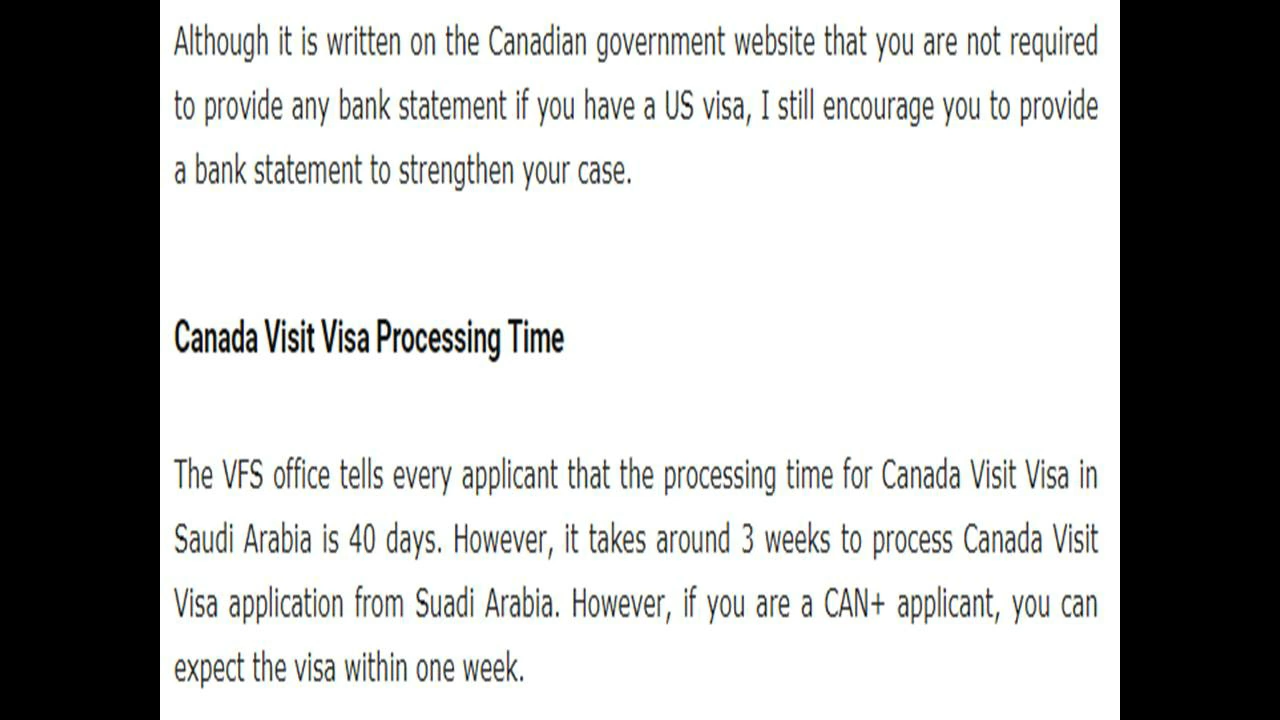 Although it is written on the Canadian government website that you are not required
to provide any bank statement if you have a US visa, I still encourage you to provide
a bank statement to strengthen your case.
Canada Visit Visa Processing Time
The VFS office tells every applicant that the processing time for Canada Visit Visa in
Saudi Arabia is 40 days. However, it takes around 3 weeks to process Canada Visit
Visa application from Suadi Arabia. However, if you are a CAN+ applicant, you can
expect the visa within one week.